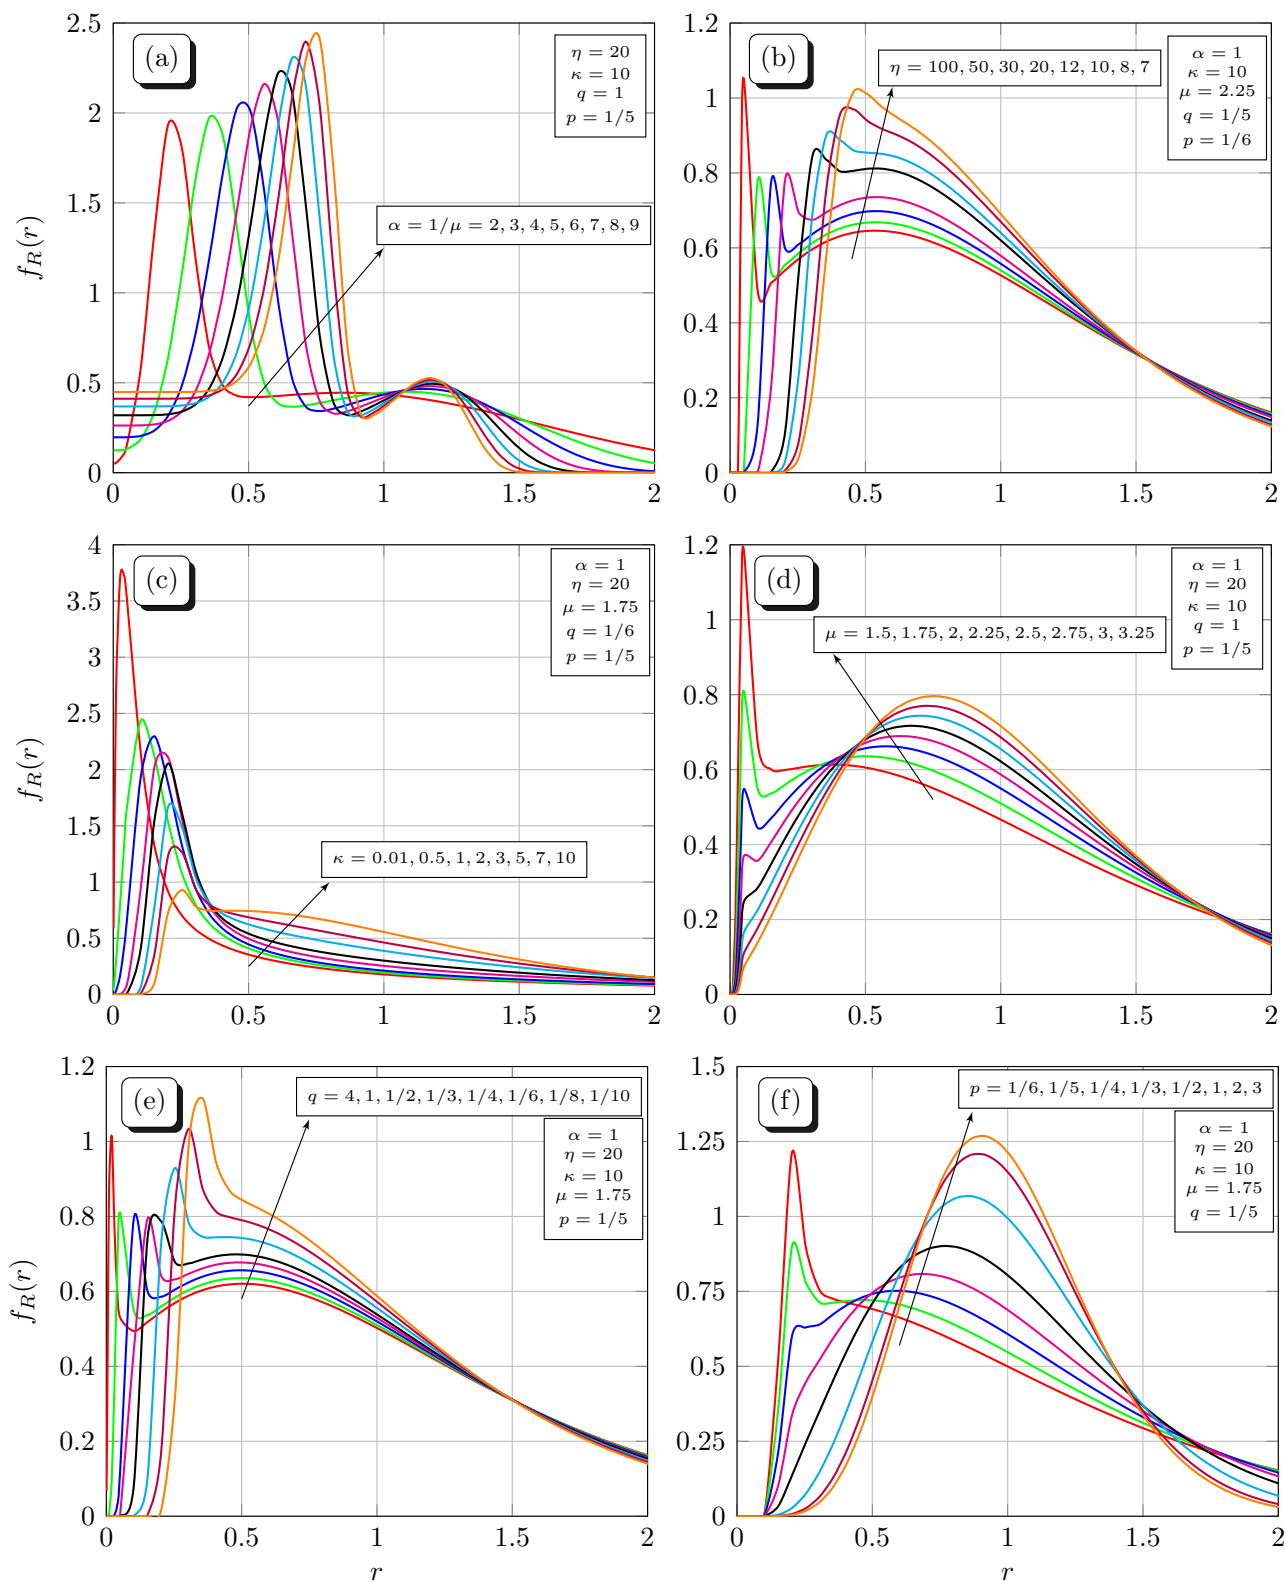 (a)
η = 20
κ = 10
q = 1
p = 1/5
α = 1/μ = 2, 3, 4, 5, 6, 7, 8, 9
f_R(r)
2.5
2
1.5
1
0.5
0
0 0.5 1 1.5 2
(b)
α = 1
κ = 10
μ = 2.25
q = 1/5
p = 1/6
η = 100, 50, 30, 20, 12, 10, 8, 7
1.2
1
0.8
0.6
0.4
0.2
0
0 0.5 1 1.5 2
(c)
α = 1
η = 20
μ = 1.75
q = 1/6
p = 1/5
κ = 0.01, 0.5, 1, 2, 3, 5, 7, 10
f_R(r)
4
3.5
3
2.5
2
1.5
1
0.5
0
0 0.5 1 1.5 2
(d)
α = 1
η = 20
κ = 10
q = 1
p = 1/5
μ = 1.5, 1.75, 2, 2.25, 2.5, 2.75, 3, 3.25
1.2
1
0.8
0.6
0.4
0.2
0
0 0.5 1 1.5 2
(e)
q = 4, 1, 1/2, 1/3, 1/4, 1/6, 1/8, 1/10
α = 1
η = 20
κ = 10
μ = 1.75
p = 1/5
f_R(r)
1.2
1
0.8
0.6
0.4
0.2
0
0 0.5 1 1.5 2
r
(f)
p = 1/6, 1/5, 1/4, 1/3, 1/2, 1, 2, 3
α = 1
η = 20
κ = 10
μ = 1.75
q = 1/5
1.5
1.25
1
0.75
0.5
0.25
0
0 0.5 1 1.5 2
r